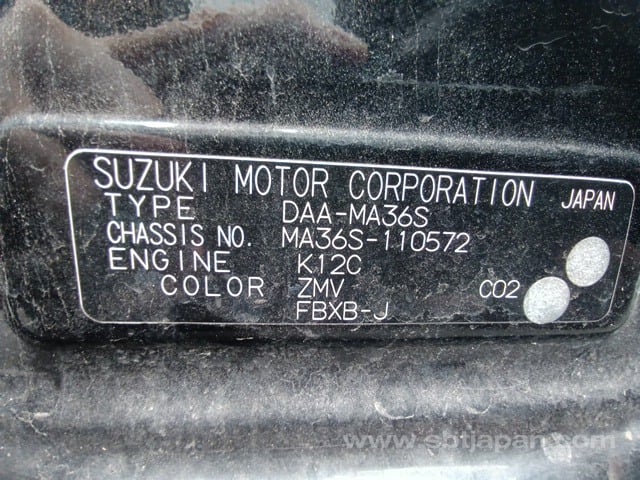 SUZUKI MOTOR CORPORATION JAPAN
TYPE DAA-MA36S
CHASSIS NO. MA36S-110572
ENGINE K12C
COLOR ZMV CO2
FBXB-J
www.sbtjapan.com